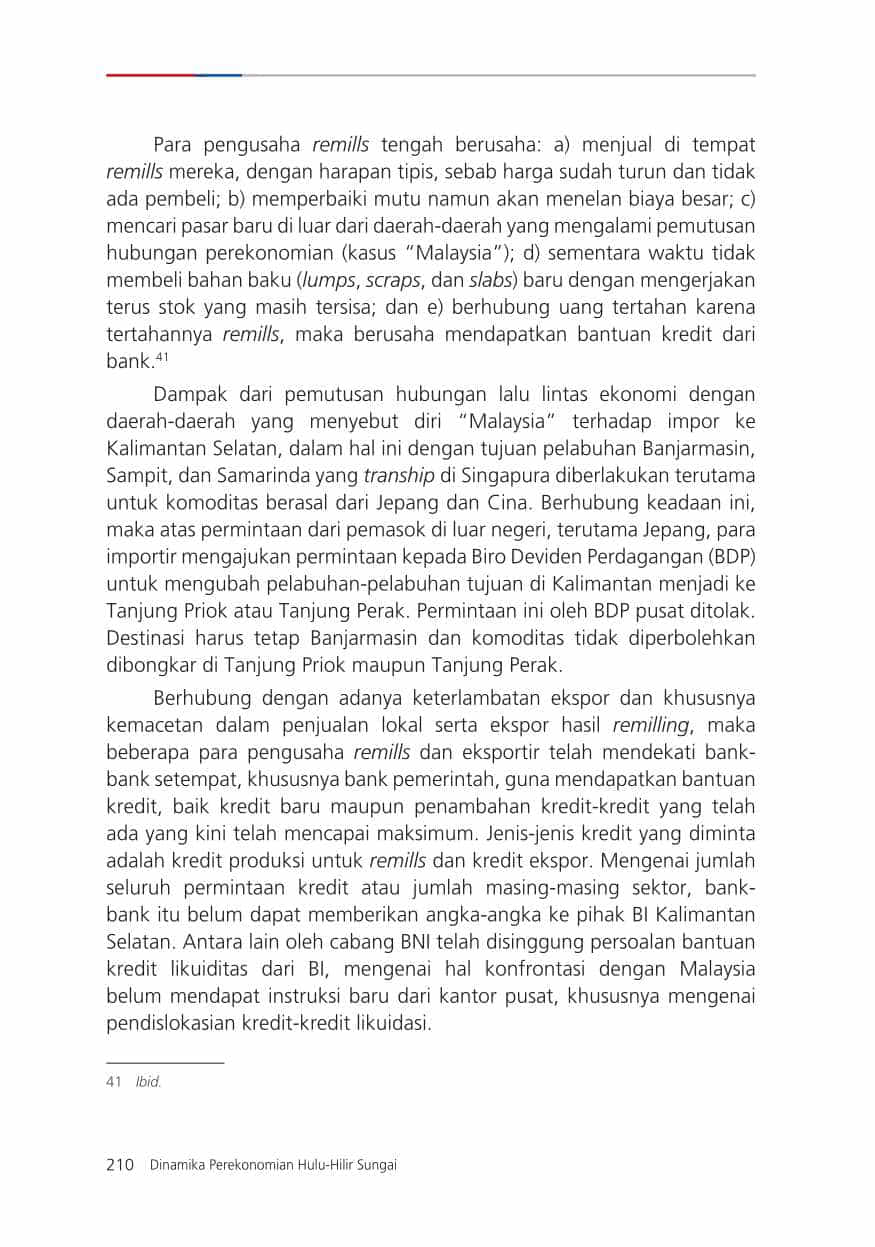 Para pengusaha remills tengah berusaha: a) menjual di tempat
remills mereka, dengan harapan tipis, sebab harga sudah turun dan tidak
ada pembeli; b) memperbaiki mutu namun akan menelan biaya besar; c)
mencari pasar baru di luar dari daerah-daerah yang mengalami pemutusan
hubungan perekonomian (kasus “Malaysia”); d) sementara waktu tidak
membeli bahan baku (lumps, scraps, dan slabs) baru dengan mengerjakan
terus stok yang masih tersisa; dan e) berhubung uang tertahan karena
tertahannya remills, maka berusaha mendapatkan bantuan kredit dari
bank.41
Dampak dari pemutusan hubungan lalu lintas ekonomi dengan
daerah-daerah yang menyebut diri “Malaysia” terhadap impor ke
Kalimantan Selatan, dalam hal ini dengan tujuan pelabuhan Banjarmasin,
Sampit, dan Samarinda yang tranship di Singapura diberlakukan terutama
untuk komoditas berasal dari Jepang dan Cina. Berhubung keadaan ini,
maka atas permintaan dari pemasok di luar negeri, terutama Jepang, para
importir mengajukan permintaan kepada Biro Deviden Perdagangan (BDP)
untuk mengubah pelabuhan-pelabuhan tujuan di Kalimantan menjadi ke
Tanjung Priok atau Tanjung Perak. Permintaan ini oleh BDP pusat ditolak.
Destinasi harus tetap Banjarmasin dan komoditas tidak diperbolehkan
dibongkar di Tanjung Priok maupun Tanjung Perak.
Berhubung dengan adanya keterlambatan ekspor dan khususnya
kemacetan dalam penjualan lokal serta ekspor hasil remilling, maka
beberapa para pengusaha remills dan eksportir telah mendekati bank-
bank setempat, khususnya bank pemerintah, guna mendapatkan bantuan
kredit, baik kredit baru maupun penambahan kredit-kredit yang telah
ada yang kini telah mencapai maksimum. Jenis-jenis kredit yang diminta
adalah kredit produksi untuk remills dan kredit ekspor. Mengenai jumlah
seluruh permintaan kredit atau jumlah masing-masing sektor, bank-
bank itu belum dapat memberikan angka-angka ke pihak BI Kalimantan
Selatan. Antara lain oleh cabang BNI telah disinggung persoalan bantuan
kredit likuiditas dari BI, mengenai hal konfrontasi dengan Malaysia
belum mendapat instruksi baru dari kantor pusat, khususnya mengenai
pendislokasian kredit-kredit likuidasi.
41 Ibid.
210 Dinamika Perekonomian Hulu-Hilir Sungai